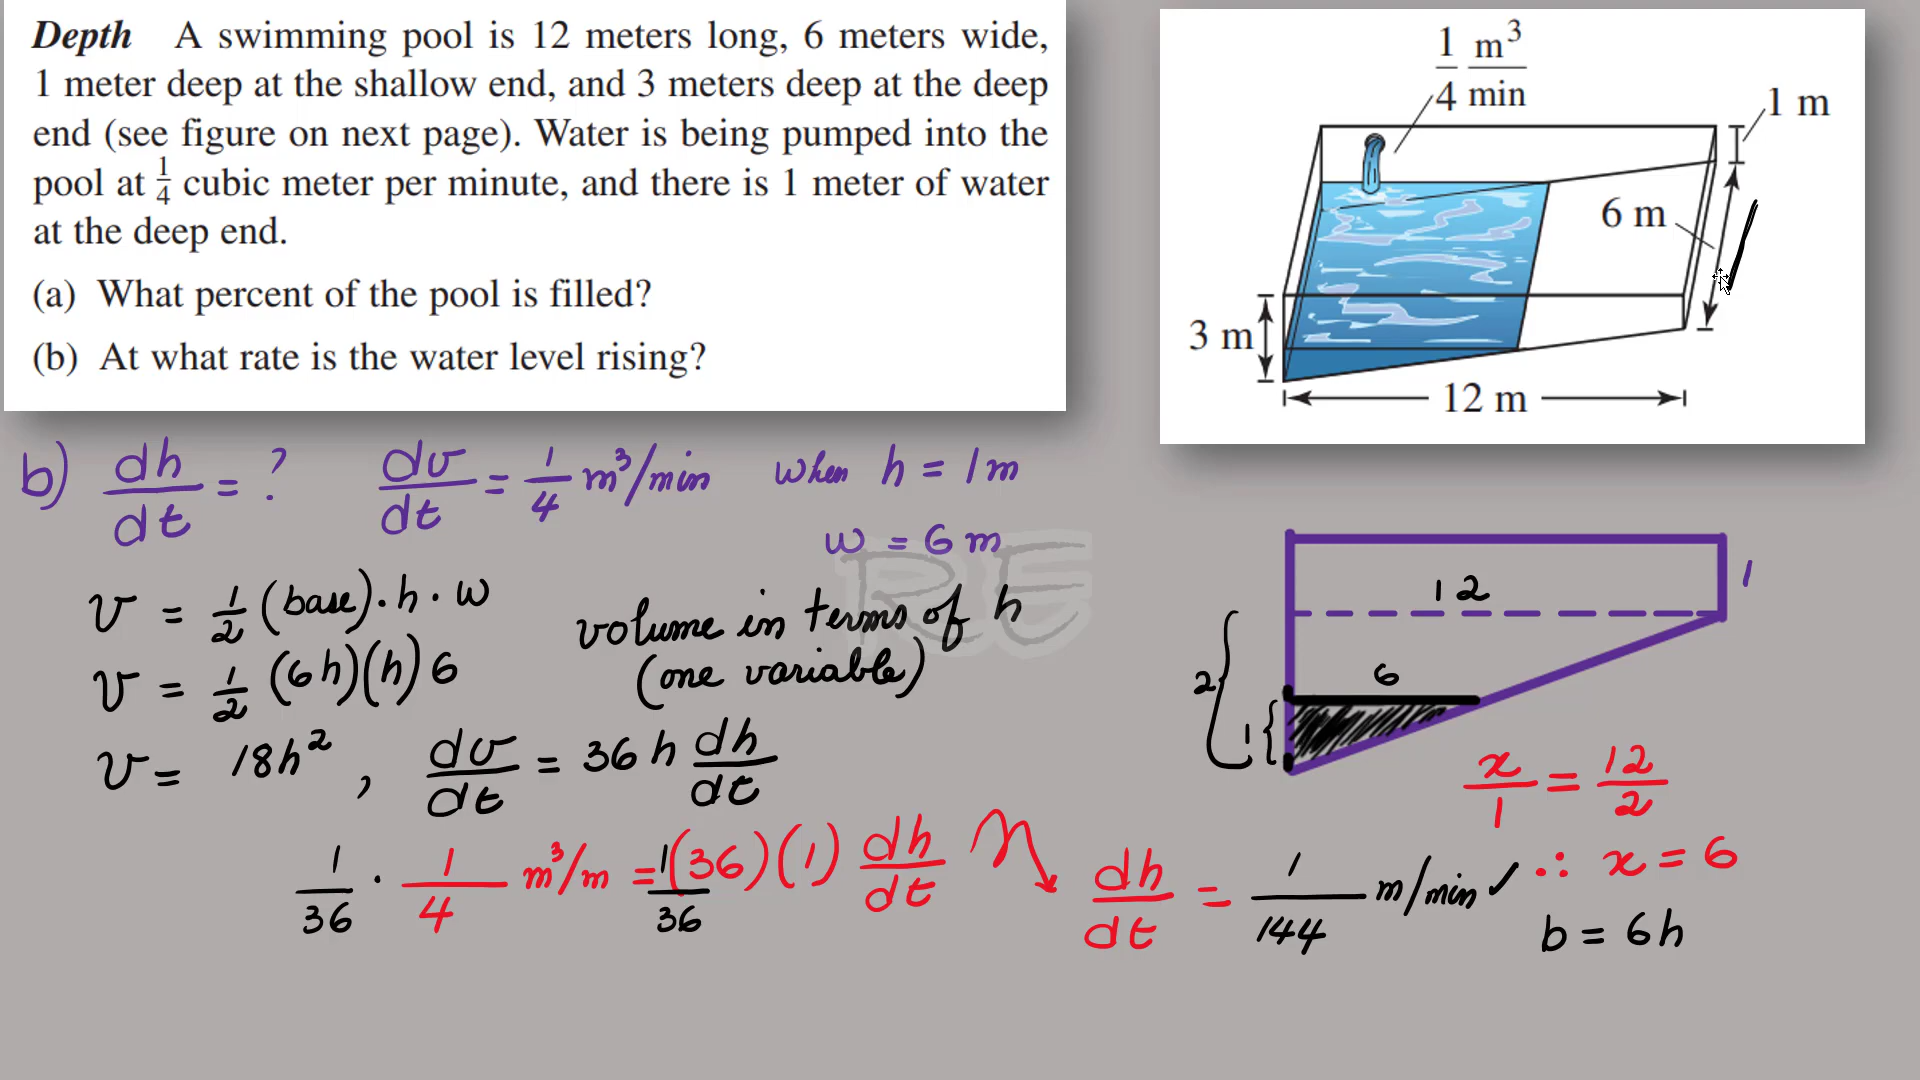 Depth A swimming pool is 12 meters long, 6 meters wide,
1 meter deep at the shallow end, and 3 meters deep at the deep
end (see figure on next page). Water is being pumped into the
pool at 1/4 cubic meter per minute, and there is 1 meter of water
at the deep end.
(a) What percent of the pool is filled?
(b) At what rate is the water level rising?
1/4 m³/min
1 m
6 m
3 m
12 m
b) dh/dt = ? dv/dt = 1/4 m³/min when h = 1m
w = 6 m
RE
v = 1/2 (base)·h·w
volume in terms of h
v = 1/2 (6h)(h)6
(one variable)
v = 18h², dv/dt = 36 h dh/dt
1/36 · 1/4 m³/m = 1/36 (36)(1) dh/dt
dh/dt = 1/144 m/min ✓
12
1
2
6
1
x/1 = 12/2
∴ x = 6
b = 6h